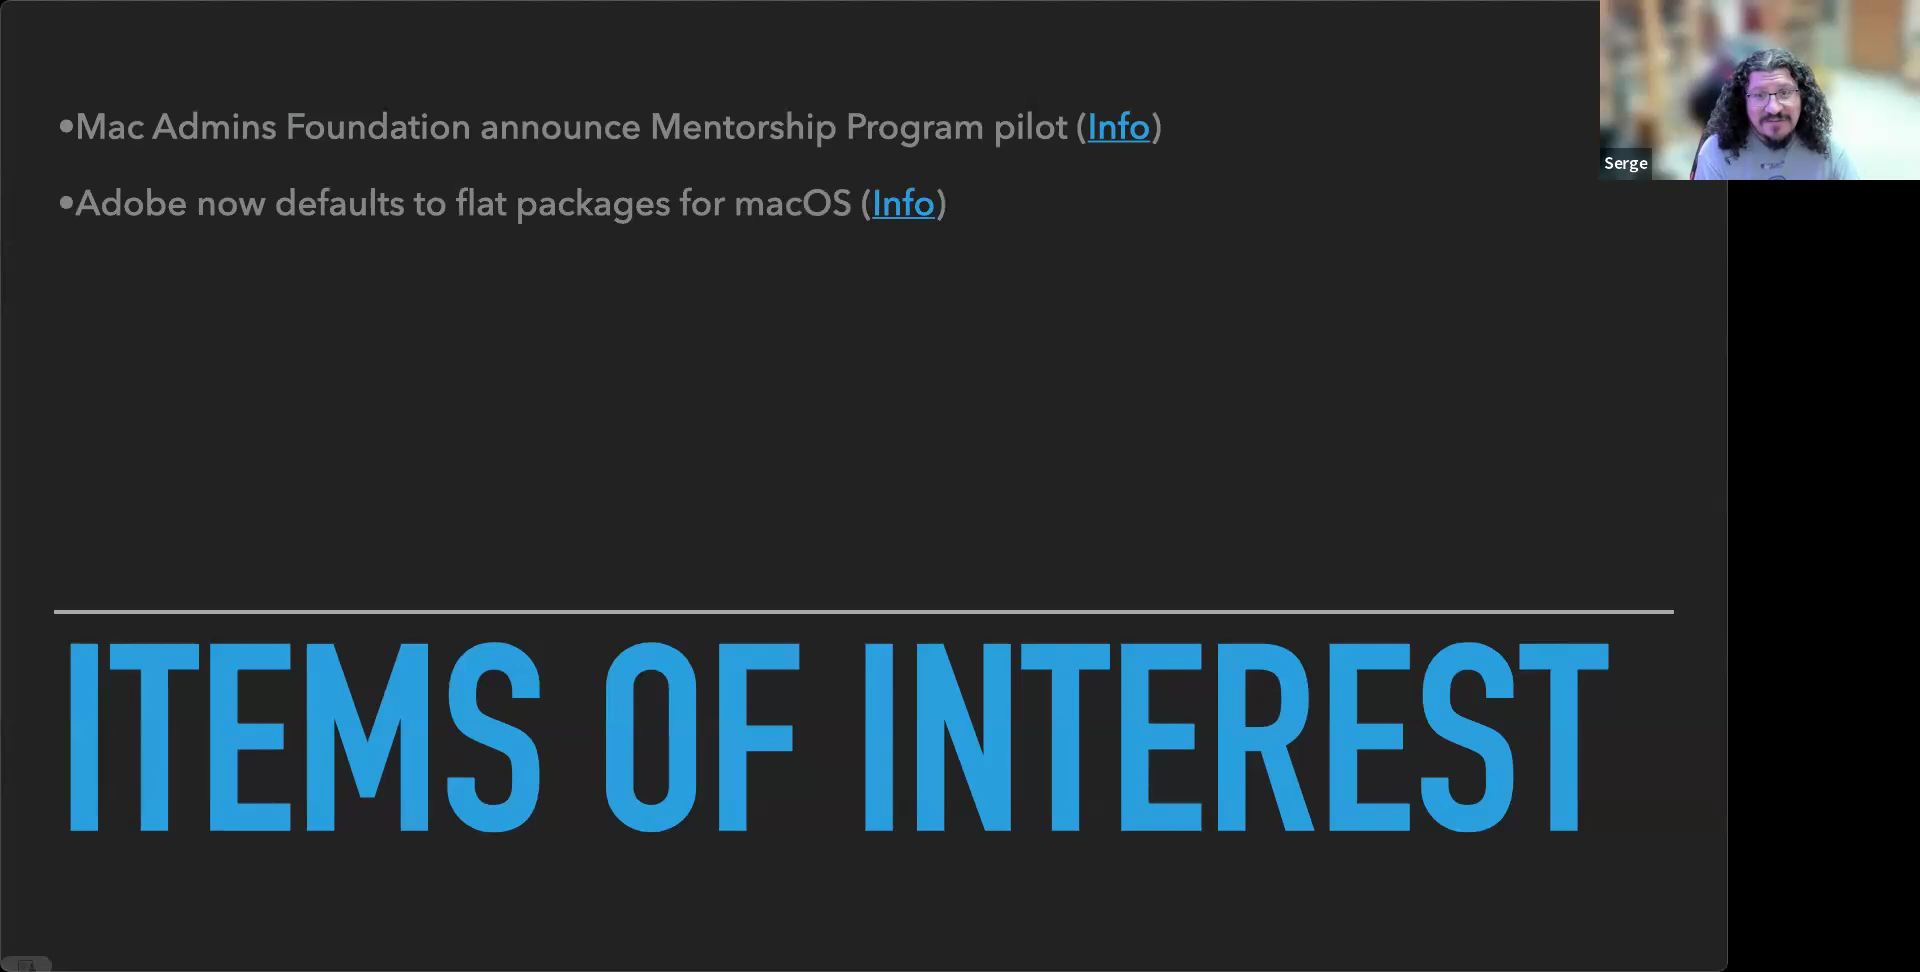 •Mac Admins Foundation announce Mentorship Program pilot (Info)
Serge
•Adobe now defaults to flat packages for macOS (Info)
ITEMS OF INTEREST